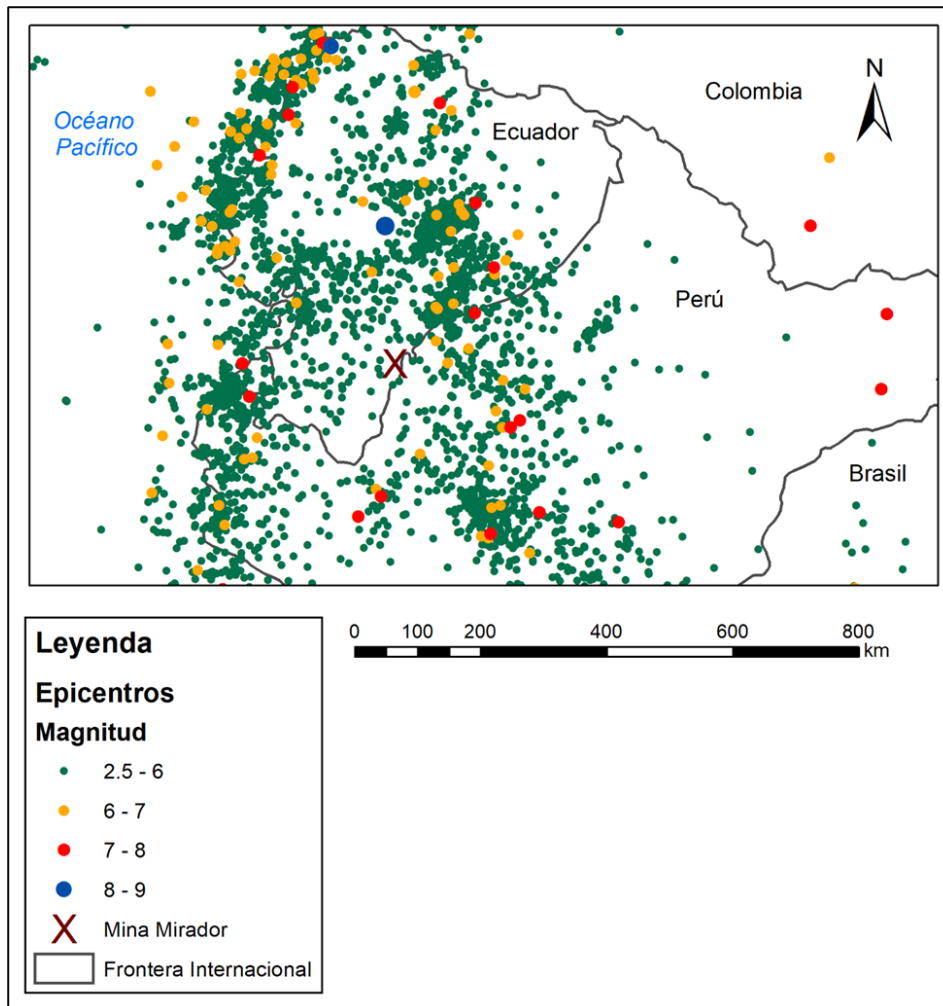 Colombia
N
Océano
Pacífico
Ecuador
Perú
Brasil
Leyenda
Epicentros
Magnitud
2.5 - 6
6 - 7
7 - 8
8 - 9
Mina Mirador
Frontera Internacional
0 100 200 400 600 800
km